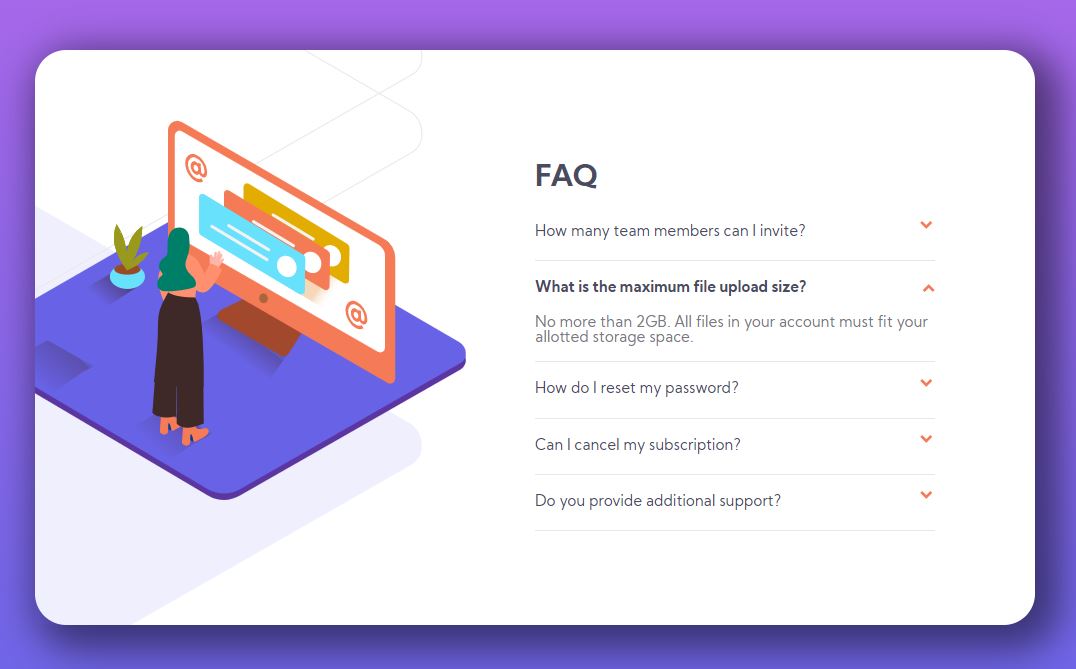 @
@
FAQ
How many team members can I invite?
What is the maximum file upload size?
No more than 2GB. All files in your account must fit your
allotted storage space.
How do I reset my password?
Can I cancel my subscription?
Do you provide additional support?